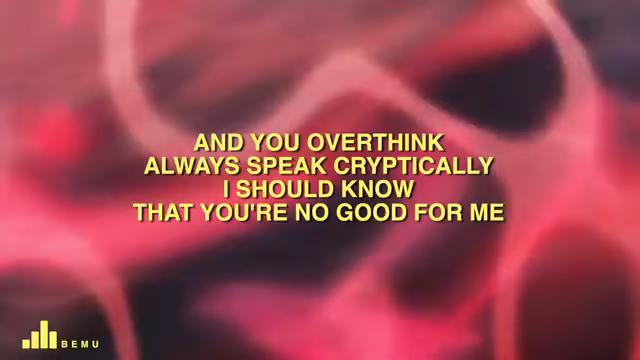 AND YOU OVERTHINK
ALWAYS SPEAK CRYPTICALLY
I SHOULD KNOW
THAT YOU'RE NO GOOD FOR ME
BEMU